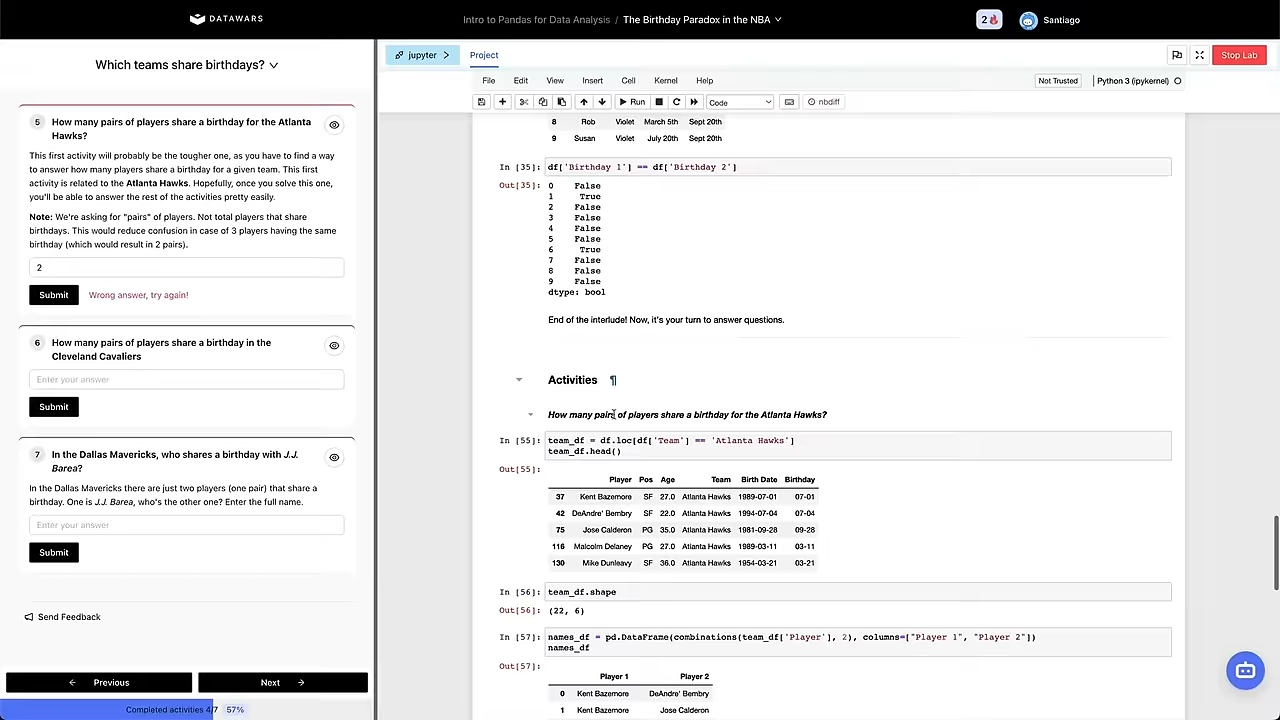 DATAWARS
Intro to Pandas for Data Analysis / The Birthday Paradox in the NBA
2
Santiago
Which teams share birthdays?
5 How many pairs of players share a birthday for the Atlanta
Hawks?
This first activity will probably be the tougher one, as you have to find a way
to answer how many players share a birthday for a given team. This first
activity is related to the Atlanta Hawks. Hopefully, once you solve this one,
you'll be able to answer the rest of the activities pretty easily.
Note: We're asking for "pairs" of players. Not total players that share
birthdays. This would reduce confusion in case of 3 players having the same
birthday (which would result in 2 pairs).
2
Submit Wrong answer, try again!
6 How many pairs of players share a birthday in the
Cleveland Cavaliers
Enter your answer
Submit
7 In the Dallas Mavericks, who shares a birthday with J.J.
Barea?
In the Dallas Mavericks there are just two players (one pair) that share a
birthday. One is J.J. Barea, who's the other one? Enter the full name.
Enter your answer
Submit
Send Feedback
Previous
Next
Completed activities 4/7 57%
jupyter
Project
Stop Lab
File Edit View Insert Cell Kernel Help
Not Trusted
Python 3 (ipykernel)
Run
Code
nbdiff
8 Rob Violet March 5th Sept 20th
9 Susan Violet July 20th Sept 20th
In [35]: df['Birthday 1'] == df['Birthday 2']
Out[35]: 0 False
1 True
2 False
3 False
4 False
5 False
6 True
7 False
8 False
9 False
dtype: bool
End of the interlude! Now, it's your turn to answer questions.
Activities ¶
How many pairs of players share a birthday for the Atlanta Hawks?
In [55]: team_df = df.loc[df['Team'] == 'Atlanta Hawks']
team_df.head()
Out[55]:
Player Pos Age Team Birth Date Birthday
37 Kent Bazemore SF 27.0 Atlanta Hawks 1989-07-01 07-01
42 DeAndre' Bembry SF 22.0 Atlanta Hawks 1994-07-04 07-04
75 Jose Calderon PG 35.0 Atlanta Hawks 1981-09-28 09-28
116 Malcolm Delaney PG 27.0 Atlanta Hawks 1989-03-11 03-11
130 Mike Dunleavy SF 36.0 Atlanta Hawks 1954-03-21 03-21
In [56]: team_df.shape
Out[56]: (22, 6)
In [57]: names_df = pd.DataFrame(combinations(team_df['Player'], 2), columns=["Player 1", "Player 2"])
names_df
Out[57]:
Player 1 Player 2
0 Kent Bazemore DeAndre' Bembry
1 Kent Bazemore Jose Calderon